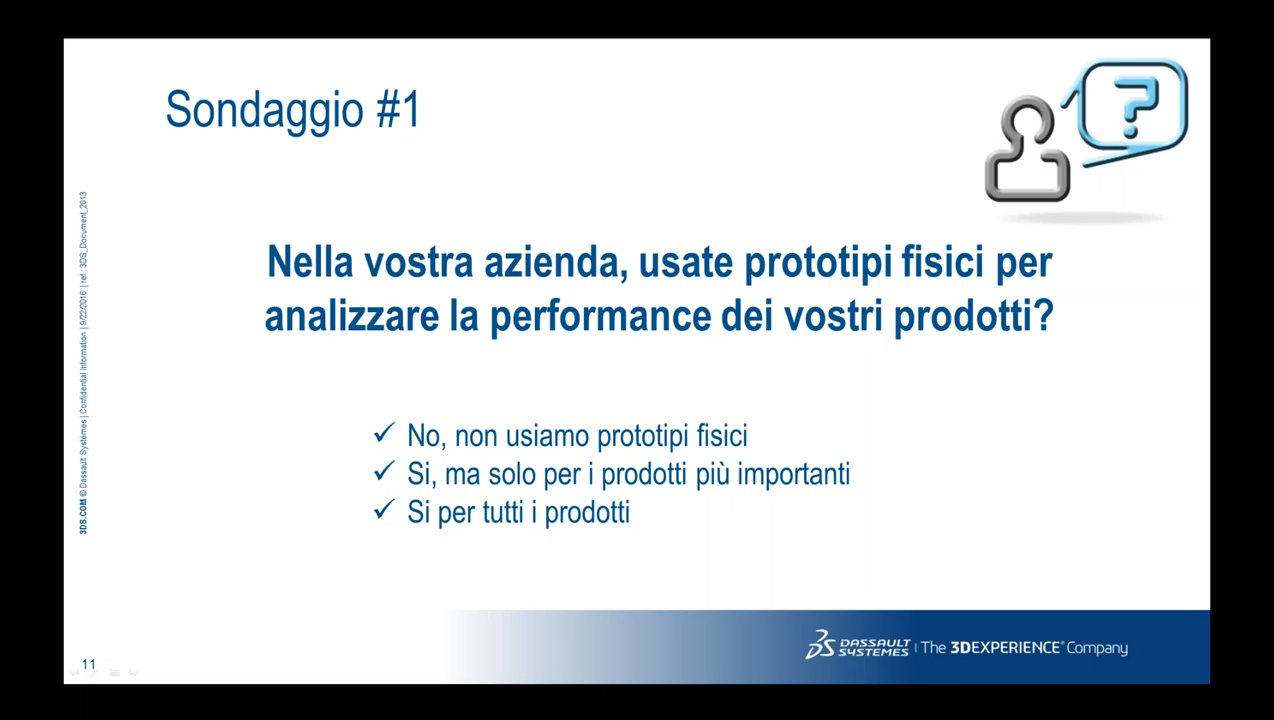 Sondaggio #1
?
Nella vostra azienda, usate prototipi fisici per
analizzare la performance dei vostri prodotti?
No, non usiamo prototipi fisici
Si, ma solo per i prodotti più importanti
Si per tutti i prodotti
3DS.COM © Dassault Systèmes | Confidential Information | 9/22/2016 | ref.: 3DS_Document_2013
11
3DS DASSAULT SYSTEMES | The 3DEXPERIENCE® Company